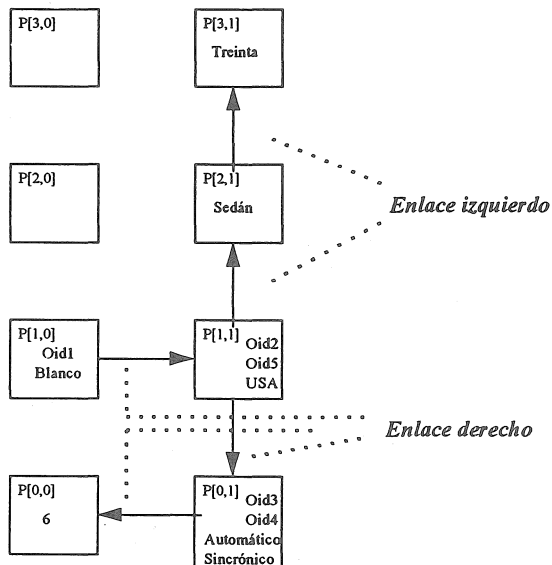 P[3,0]
P[3,1]
Treinta
P[2,0]
P[2,1]
Sedán
Enlace izquierdo
P[1,0]
Oid1
Blanco
P[1,1]
Oid2
Oid5
USA
Enlace derecho
P[0,0]
6
P[0,1]
Oid3
Oid4
Automático
Sincrónico